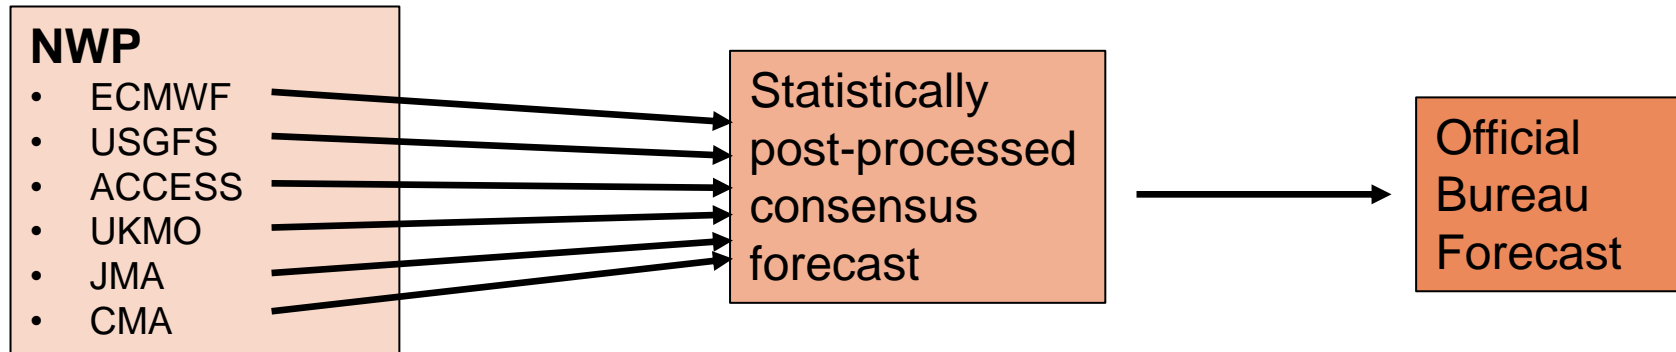 NWP
• ECMWF
• USGFS
• ACCESS
• UKMO
• JMA
• CMA
Statistically
post-processed
consensus
forecast
Official
Bureau
Forecast